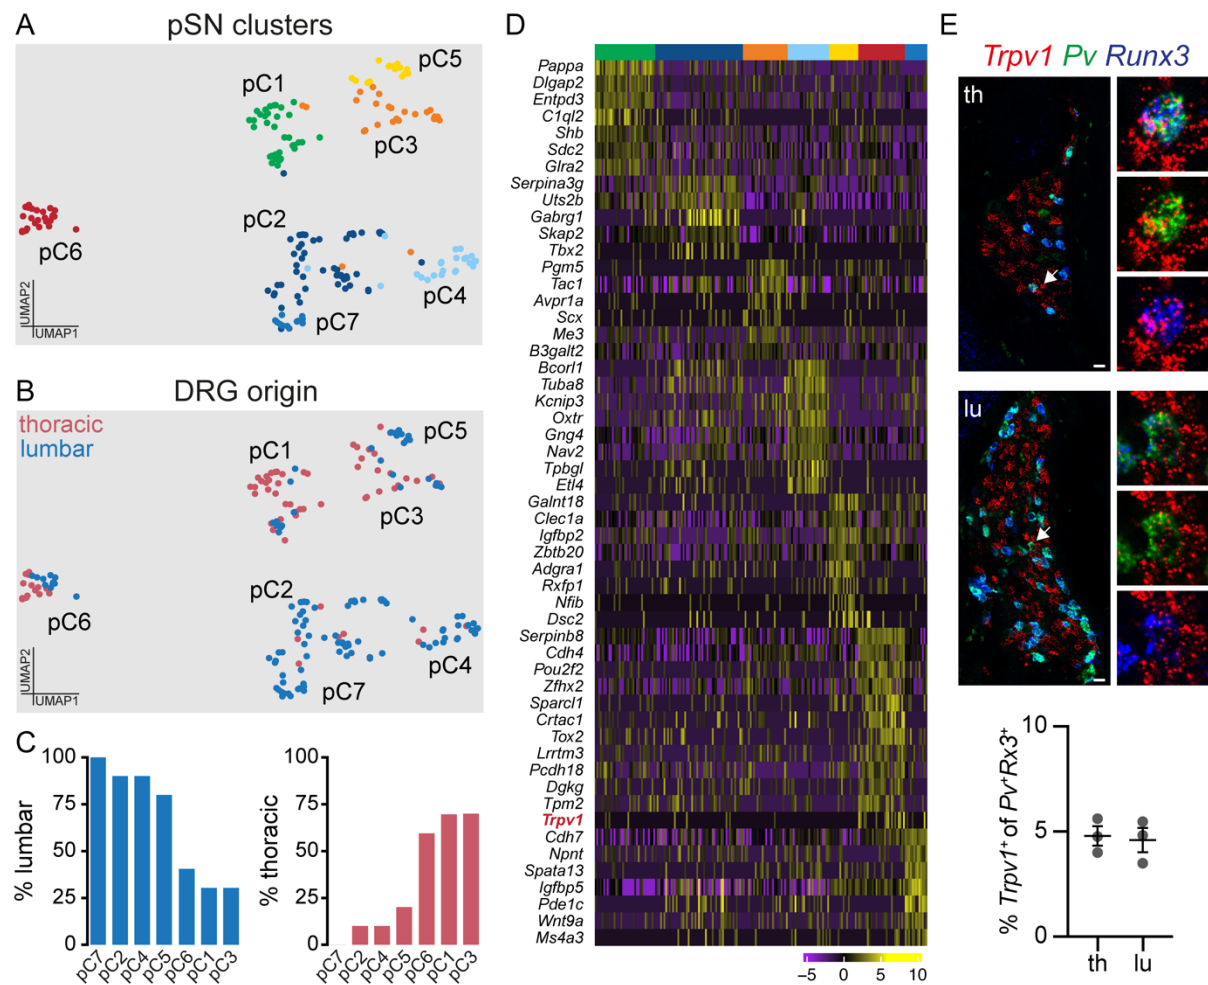 A
pSN clusters
pC1
pC5
pC3
pC2
pC6
pC4
pC7
UMAP2
UMAP1
B
DRG origin
thoracic
lumbar
pC1
pC5
pC3
pC2
pC6
pC4
pC7
UMAP2
UMAP1
C
% lumbar
100
75
50
25
0
pC7
pC2
pC4
pC5
pC6
pC1
pC3
% thoracic
100
75
50
25
0
pC7
pC2
pC4
pC5
pC6
pC1
pC3
D
Pappa
Dlgap2
Entpd3
C1ql2
Shb
Sdc2
Glra2
Serpina3g
Uts2b
Gabrg1
Skap2
Tbx2
Pgm5
Tac1
Avpr1a
Scx
Me3
B3galt2
Bcorl1
Tuba8
Kcnip3
Oxtr
Gng4
Nav2
Tpbgl
Etl4
Galnt18
Clec1a
Igfbp2
Zbtb20
Adgra1
Rxfp1
Nfib
Dsc2
Serpinb8
Cdh4
Pou2f2
Zfhx2
Sparcl1
Crtac1
Tox2
Lrrtm3
Pcdh18
Dgkg
Tpm2
Trpv1
Cdh7
Npnt
Spata13
Igfbp5
Pde1c
Wnt9a
Ms4a3
−5 0 5 10
E
Trpv1 Pv Runx3
th
lu
% Trpv1⁺ of Pv⁺Rx3⁺
10
5
0
th lu